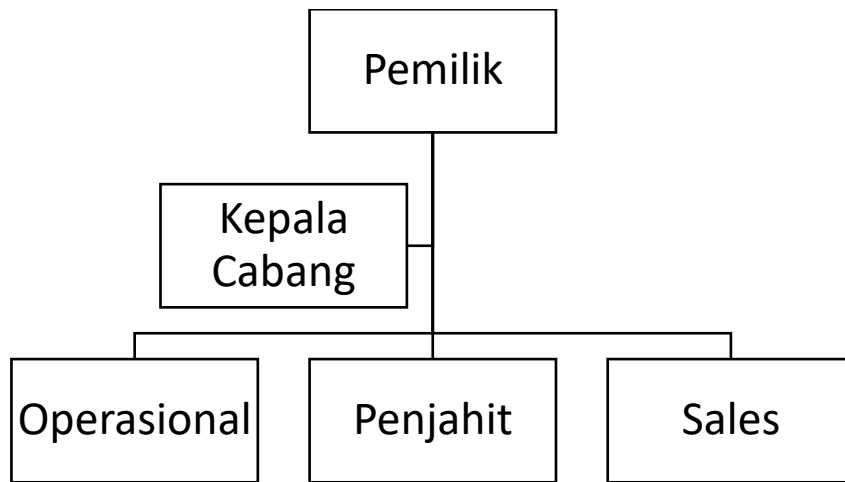 Pemilik
Kepala
Cabang
Operasional
Penjahit
Sales